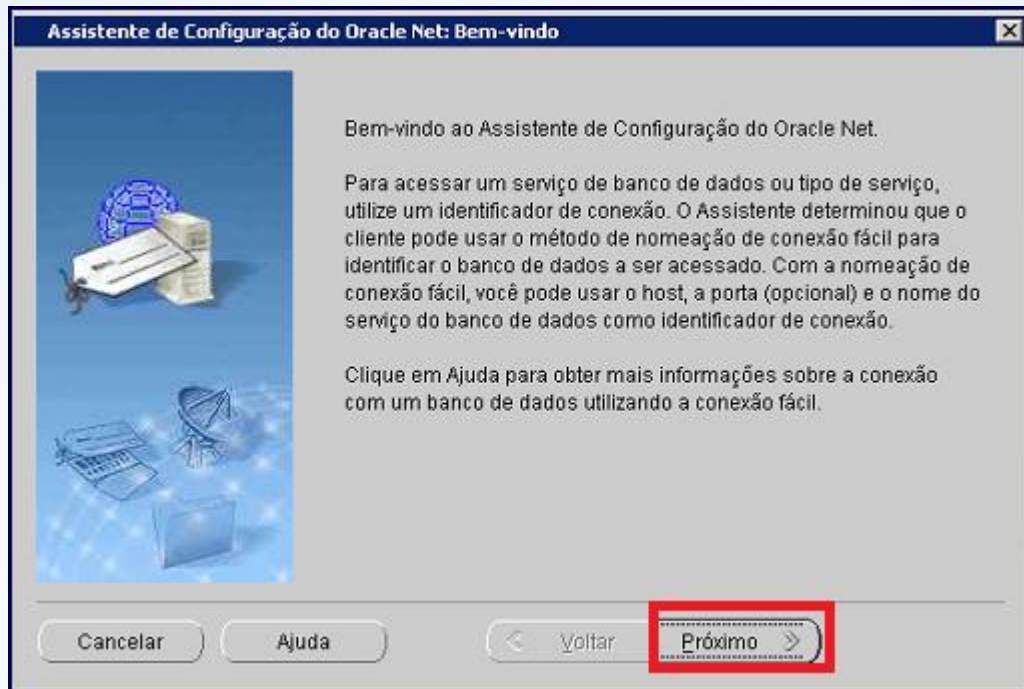 Assistente de Configuração do Oracle Net: Bem-vindo
Bem-vindo ao Assistente de Configuração do Oracle Net.
Para acessar um serviço de banco de dados ou tipo de serviço,
utilize um identificador de conexão. O Assistente determinou que o
cliente pode usar o método de nomeação de conexão fácil para
identificar o banco de dados a ser acessado. Com a nomeação de
conexão fácil, você pode usar o host, a porta (opcional) e o nome do
serviço do banco de dados como identificador de conexão.
Clique em Ajuda para obter mais informações sobre a conexão
com um banco de dados utilizando a conexão fácil.
Cancelar
Ajuda
Voltar
Próximo